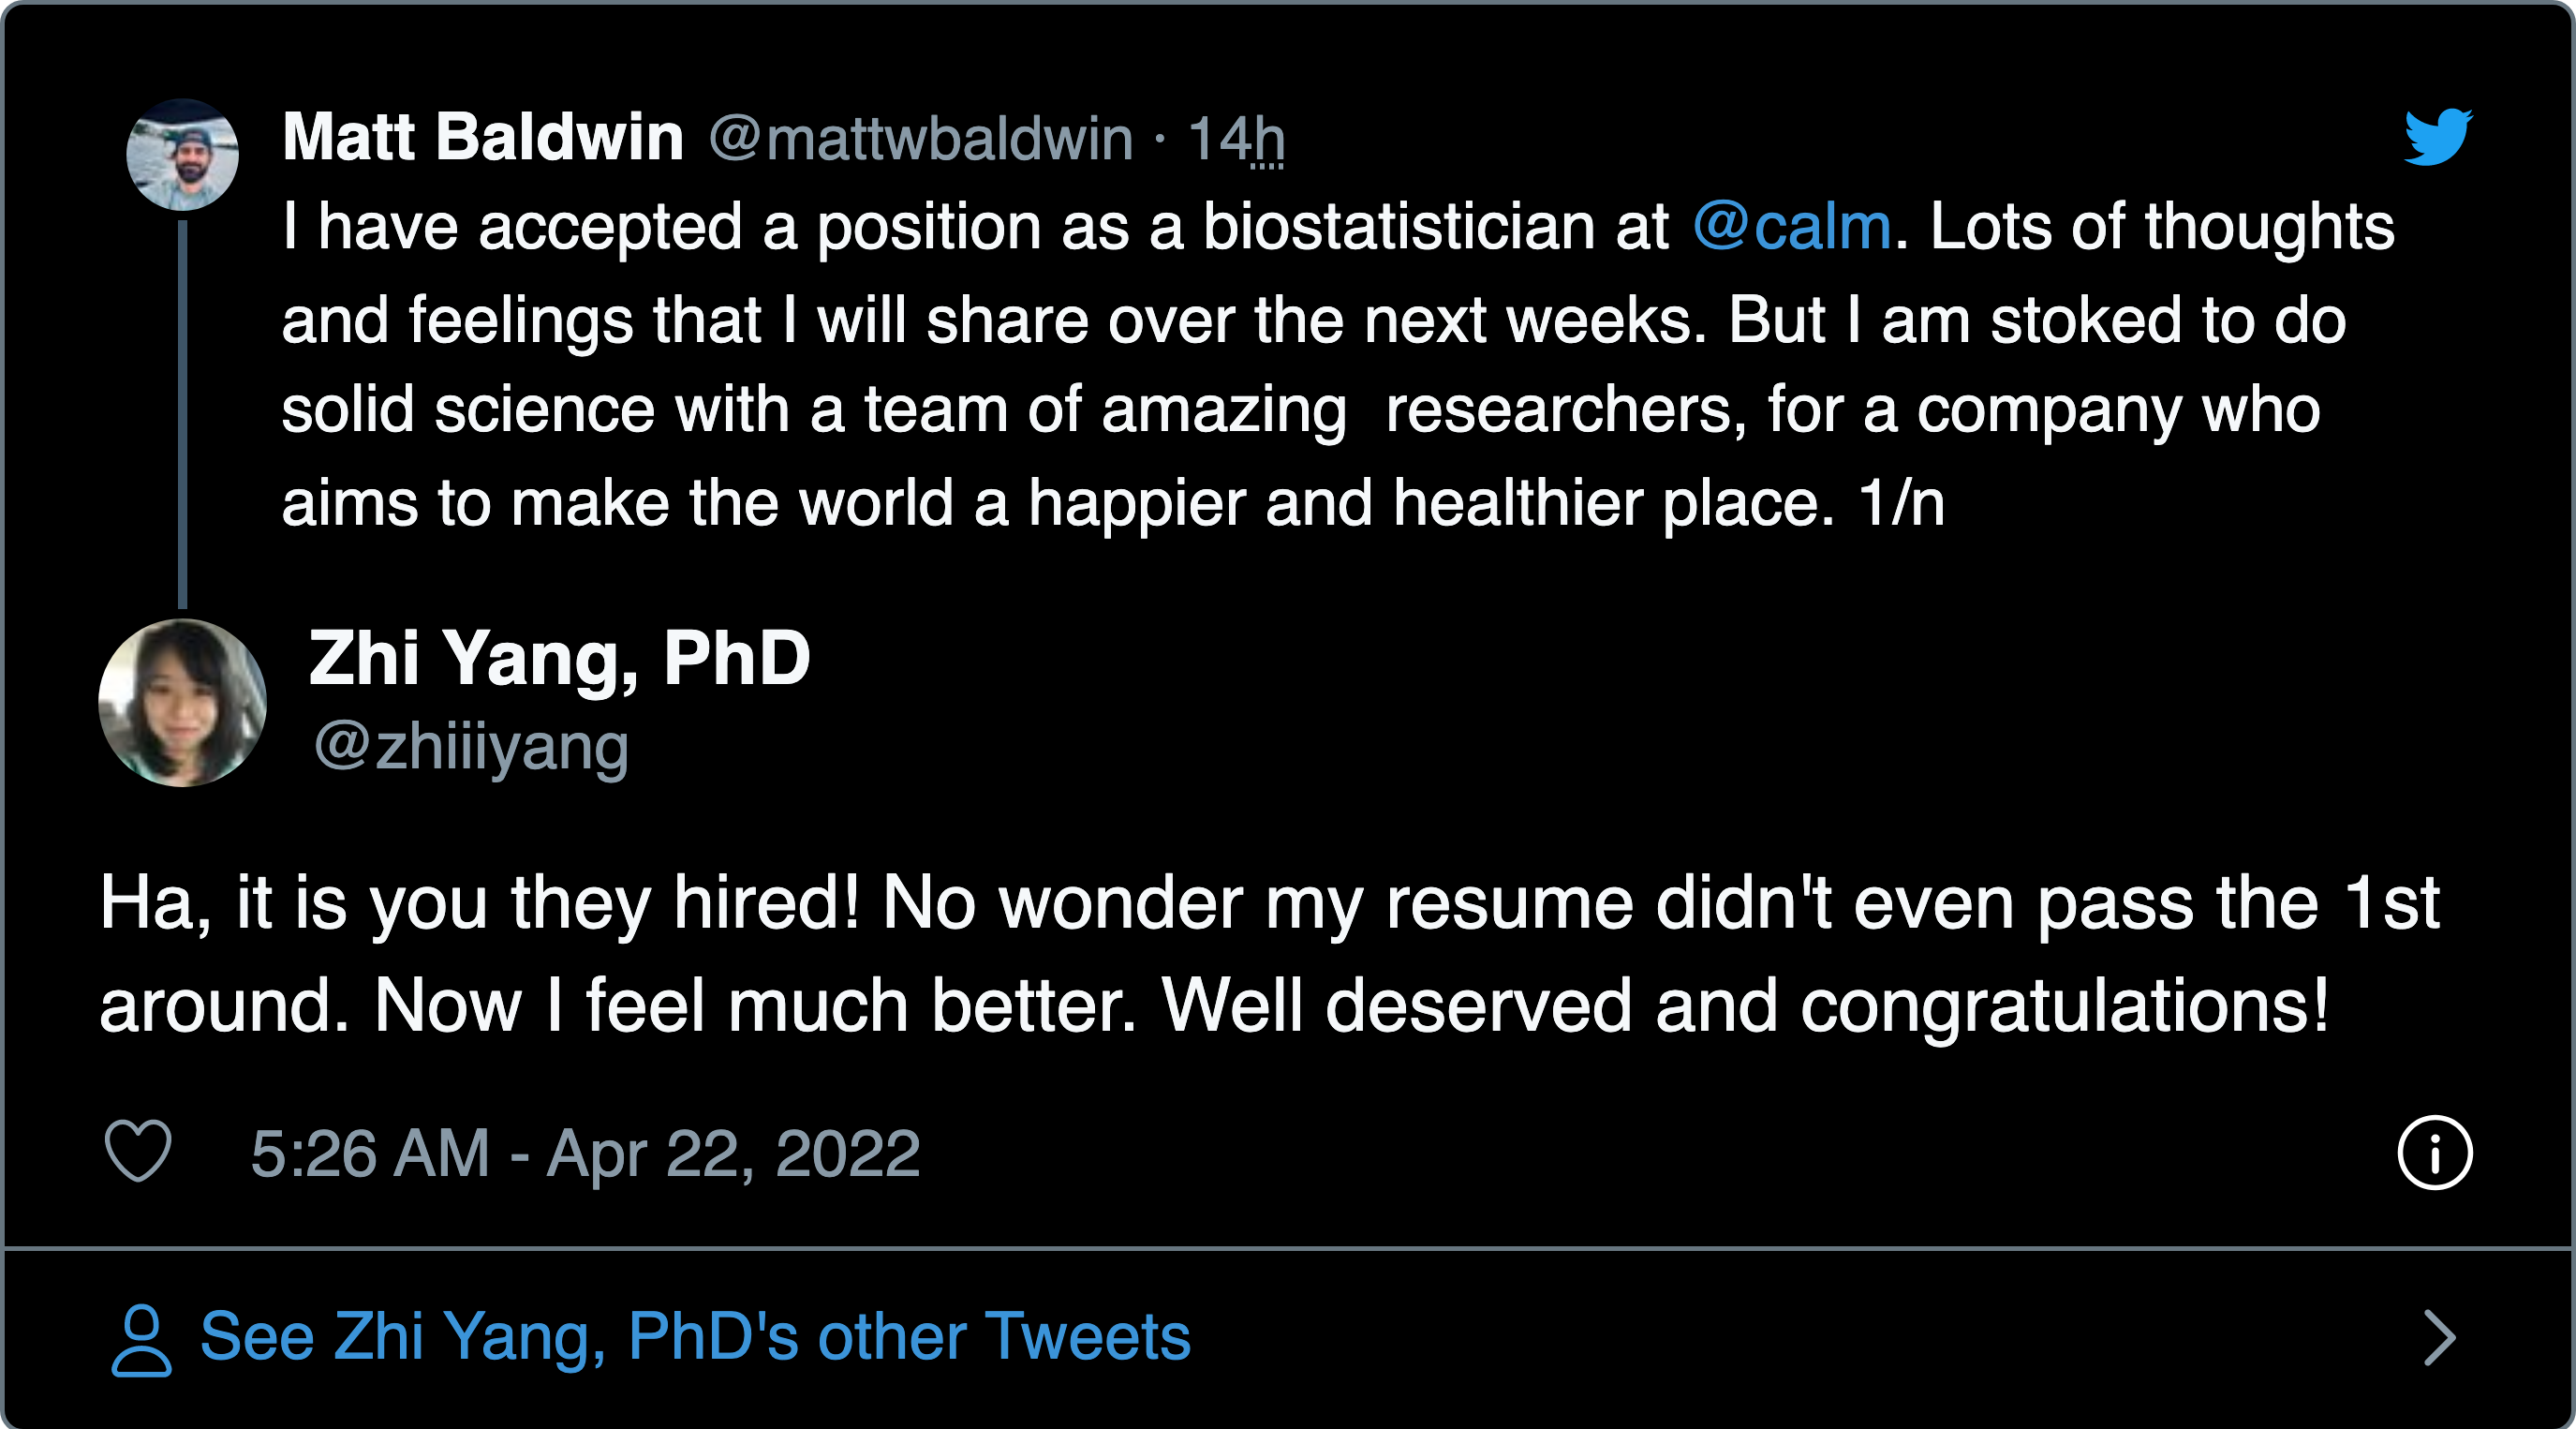 Matt Baldwin @mattwbaldwin · 14h
I have accepted a position as a biostatistician at @calm. Lots of thoughts
and feelings that I will share over the next weeks. But I am stoked to do
solid science with a team of amazing  researchers, for a company who
aims to make the world a happier and healthier place. 1/n
Zhi Yang, PhD
@zhiiiyang
Ha, it is you they hired! No wonder my resume didn't even pass the 1st
around. Now I feel much better. Well deserved and congratulations!
5:26 AM - Apr 22, 2022
See Zhi Yang, PhD's other Tweets